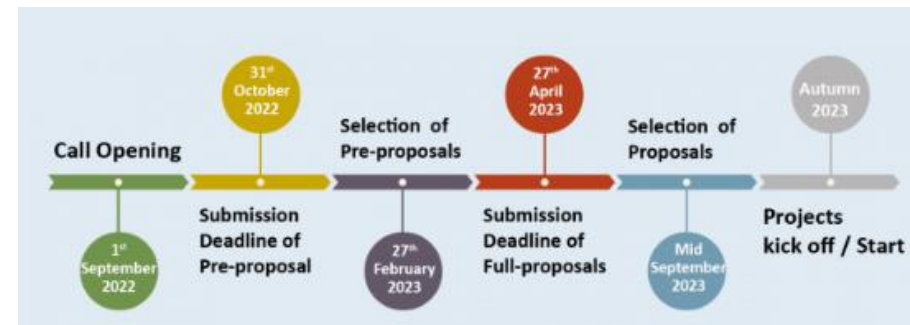 31st
October
2022
27th
April
2023
Autumn
2023
Call Opening
Selection of
Pre-proposals
Selection of
Proposals
Submission
Deadline of
Pre-proposal
Submission
Deadline of
Full-proposals
Projects
kick off / Start
1st
September
2022
27th
February
2023
Mid
September
2023